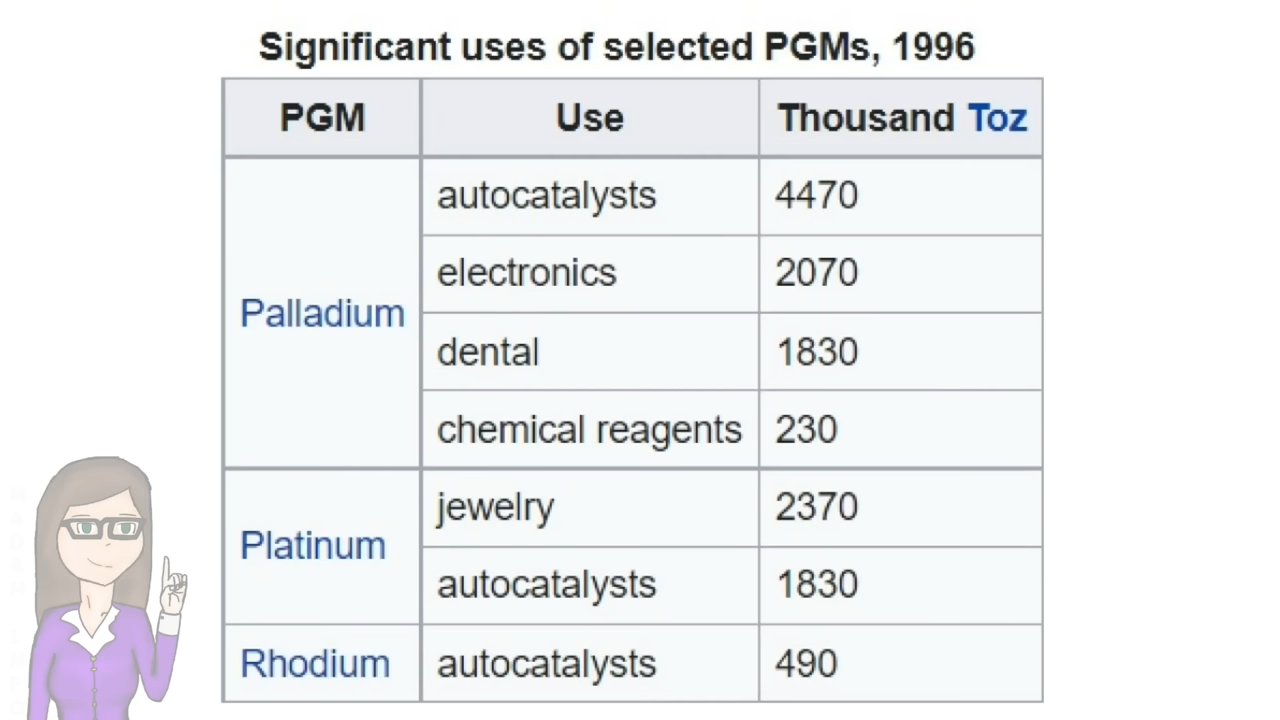 Significant uses of selected PGMs, 1996
PGM Use Thousand Toz
Palladium autocatalysts 4470
electronics 2070
dental 1830
chemical reagents 230
Platinum jewelry 2370
autocatalysts 1830
Rhodium autocatalysts 490